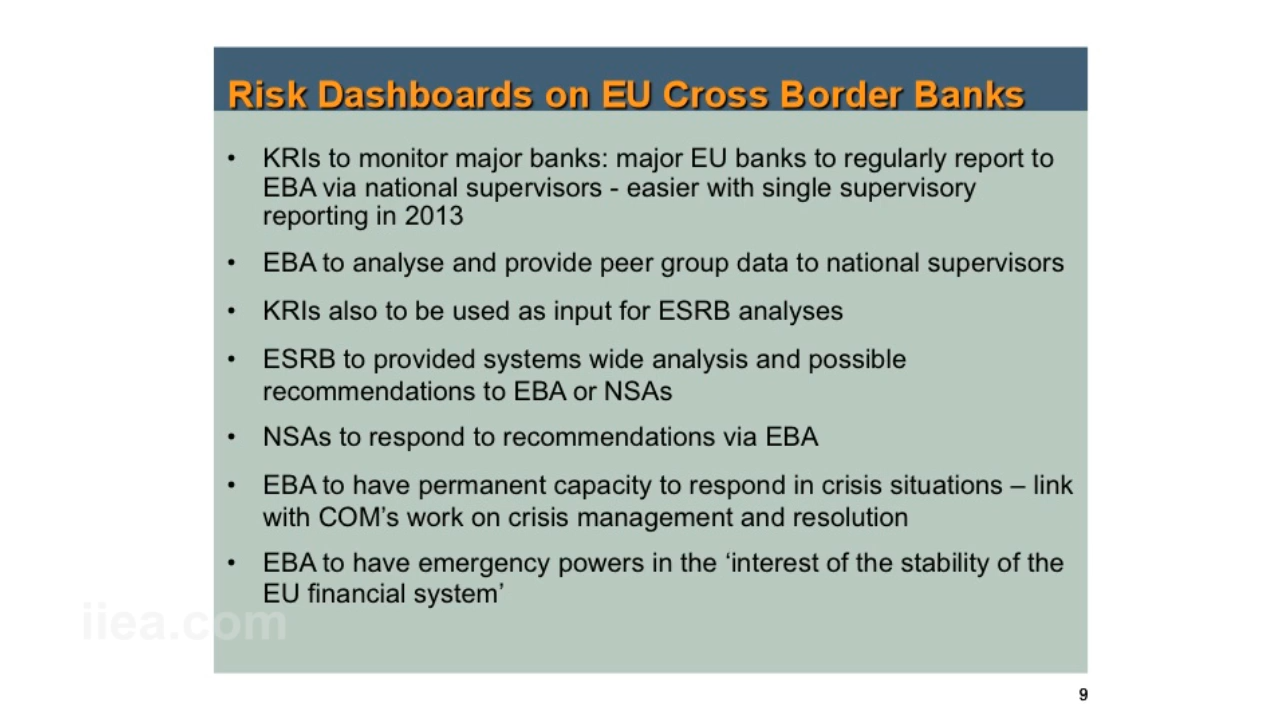 Risk Dashboards on EU Cross Border Banks
• KRIs to monitor major banks: major EU banks to regularly report to
EBA via national supervisors - easier with single supervisory
reporting in 2013
• EBA to analyse and provide peer group data to national supervisors
• KRIs also to be used as input for ESRB analyses
• ESRB to provided systems wide analysis and possible
recommendations to EBA or NSAs
• NSAs to respond to recommendations via EBA
• EBA to have permanent capacity to respond in crisis situations – link
with COM’s work on crisis management and resolution
• EBA to have emergency powers in the ‘interest of the stability of the
EU financial system’
iiea.com
9